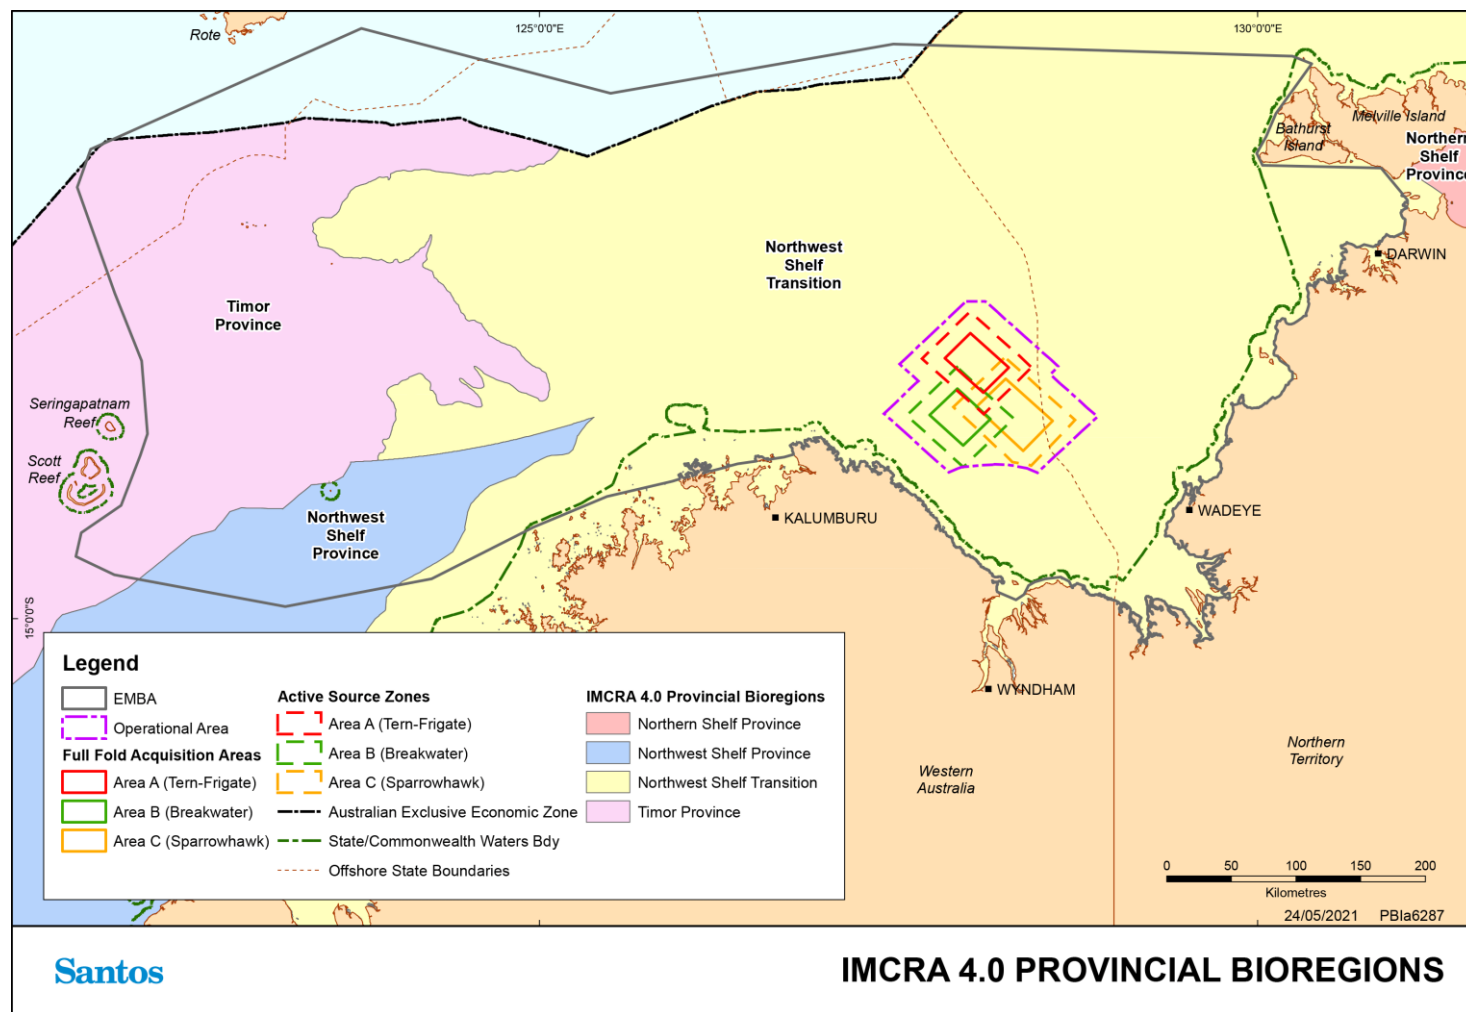 Rote
125°0'0"E
130°0'0"E
Melville Island
Bathurst
Island
Northern
Shelf
Province
DARWIN
Northwest
Shelf
Transition
Timor
Province
Seringapatnam
Reef
Scott
Reef
Northwest
Shelf
Province
KALUMBURU
WADEYE
15°0'0"S
WYNDHAM
Western
Australia
Northern
Territory
Legend
EMBA
Operational Area
Full Fold Acquisition Areas
Area A (Tern-Frigate)
Area B (Breakwater)
Area C (Sparrowhawk)
Active Source Zones
Area A (Tern-Frigate)
Area B (Breakwater)
Area C (Sparrowhawk)
Australian Exclusive Economic Zone
State/Commonwealth Waters Bdy
Offshore State Boundaries
IMCRA 4.0 Provincial Bioregions
Northern Shelf Province
Northwest Shelf Province
Northwest Shelf Transition
Timor Province
0 50 100 150 200
Kilometres
24/05/2021 PBIa6287
Santos
IMCRA 4.0 PROVINCIAL BIOREGIONS